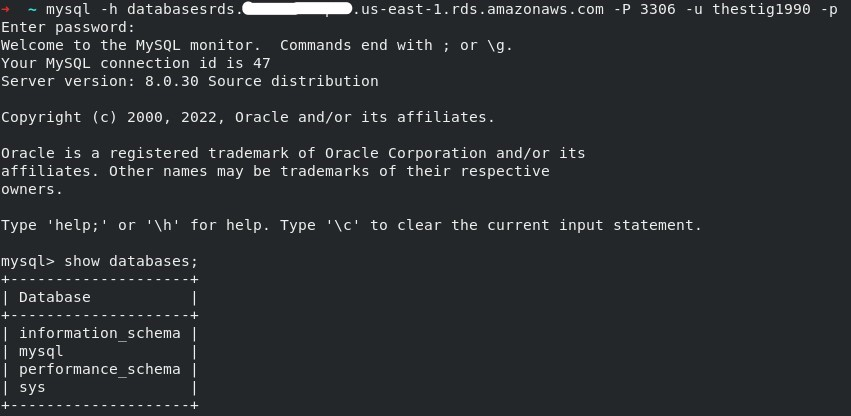 ➜  ~ mysql -h databasesrds. .us-east-1.rds.amazonaws.com -P 3306 -u thestig1990 -p
Enter password:
Welcome to the MySQL monitor.  Commands end with ; or \g.
Your MySQL connection id is 47
Server version: 8.0.30 Source distribution

Copyright (c) 2000, 2022, Oracle and/or its affiliates.

Oracle is a registered trademark of Oracle Corporation and/or its
affiliates. Other names may be trademarks of their respective
owners.

Type 'help;' or '\h' for help. Type '\c' to clear the current input statement.

mysql> show databases;
+--------------------+
| Database           |
+--------------------+
| information_schema |
| mysql              |
| performance_schema |
| sys                |
+--------------------+